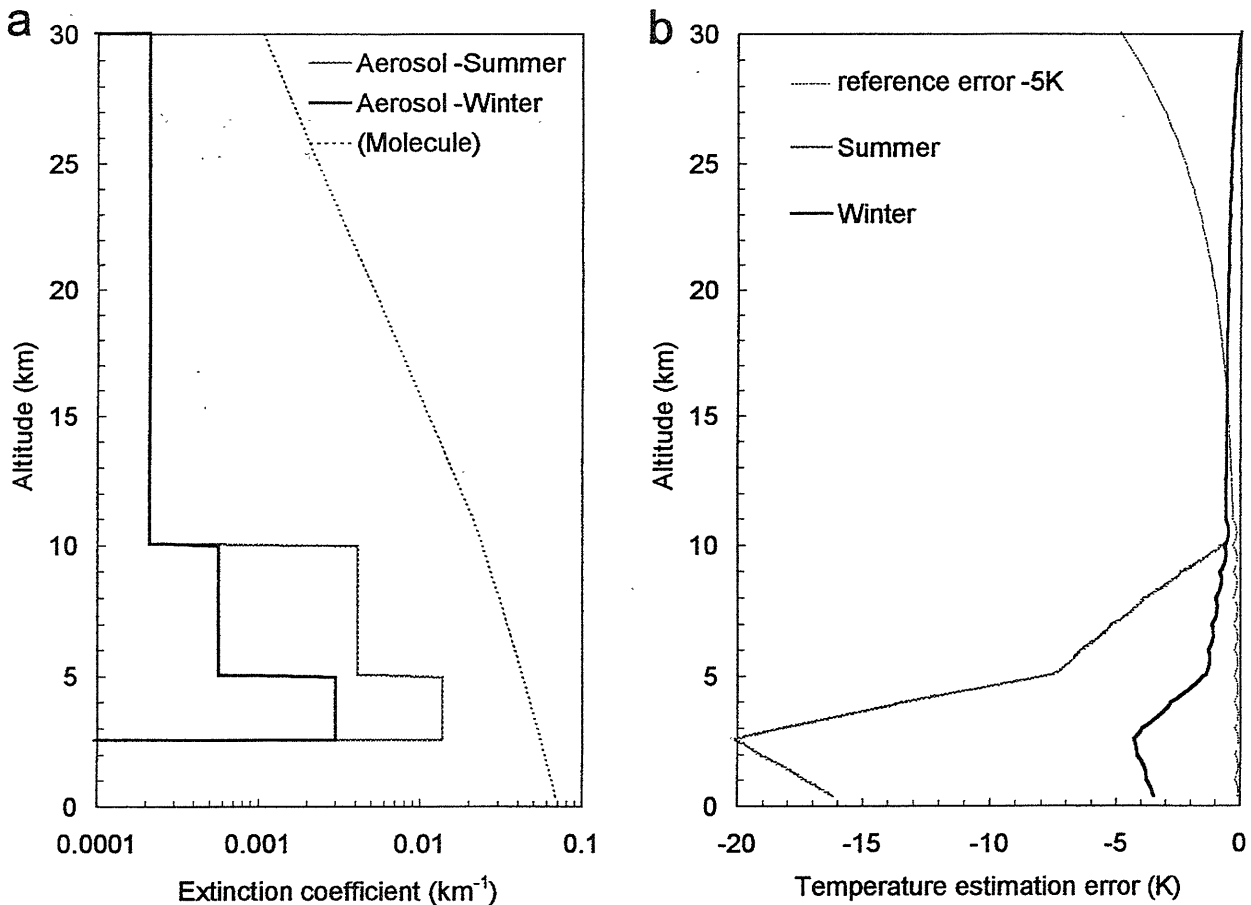 a
30
25
20
15
10
5
0
Altitude (km)
Aerosol -Summer
Aerosol -Winter
(Molecule)
0.0001
0.001
0.01
0.1
Extinction coefficient (km⁻¹)
b
30
25
20
15
10
5
0
Altitude (km)
reference error -5K
Summer
Winter
-20
-15
-10
-5
0
Temperature estimation error (K)